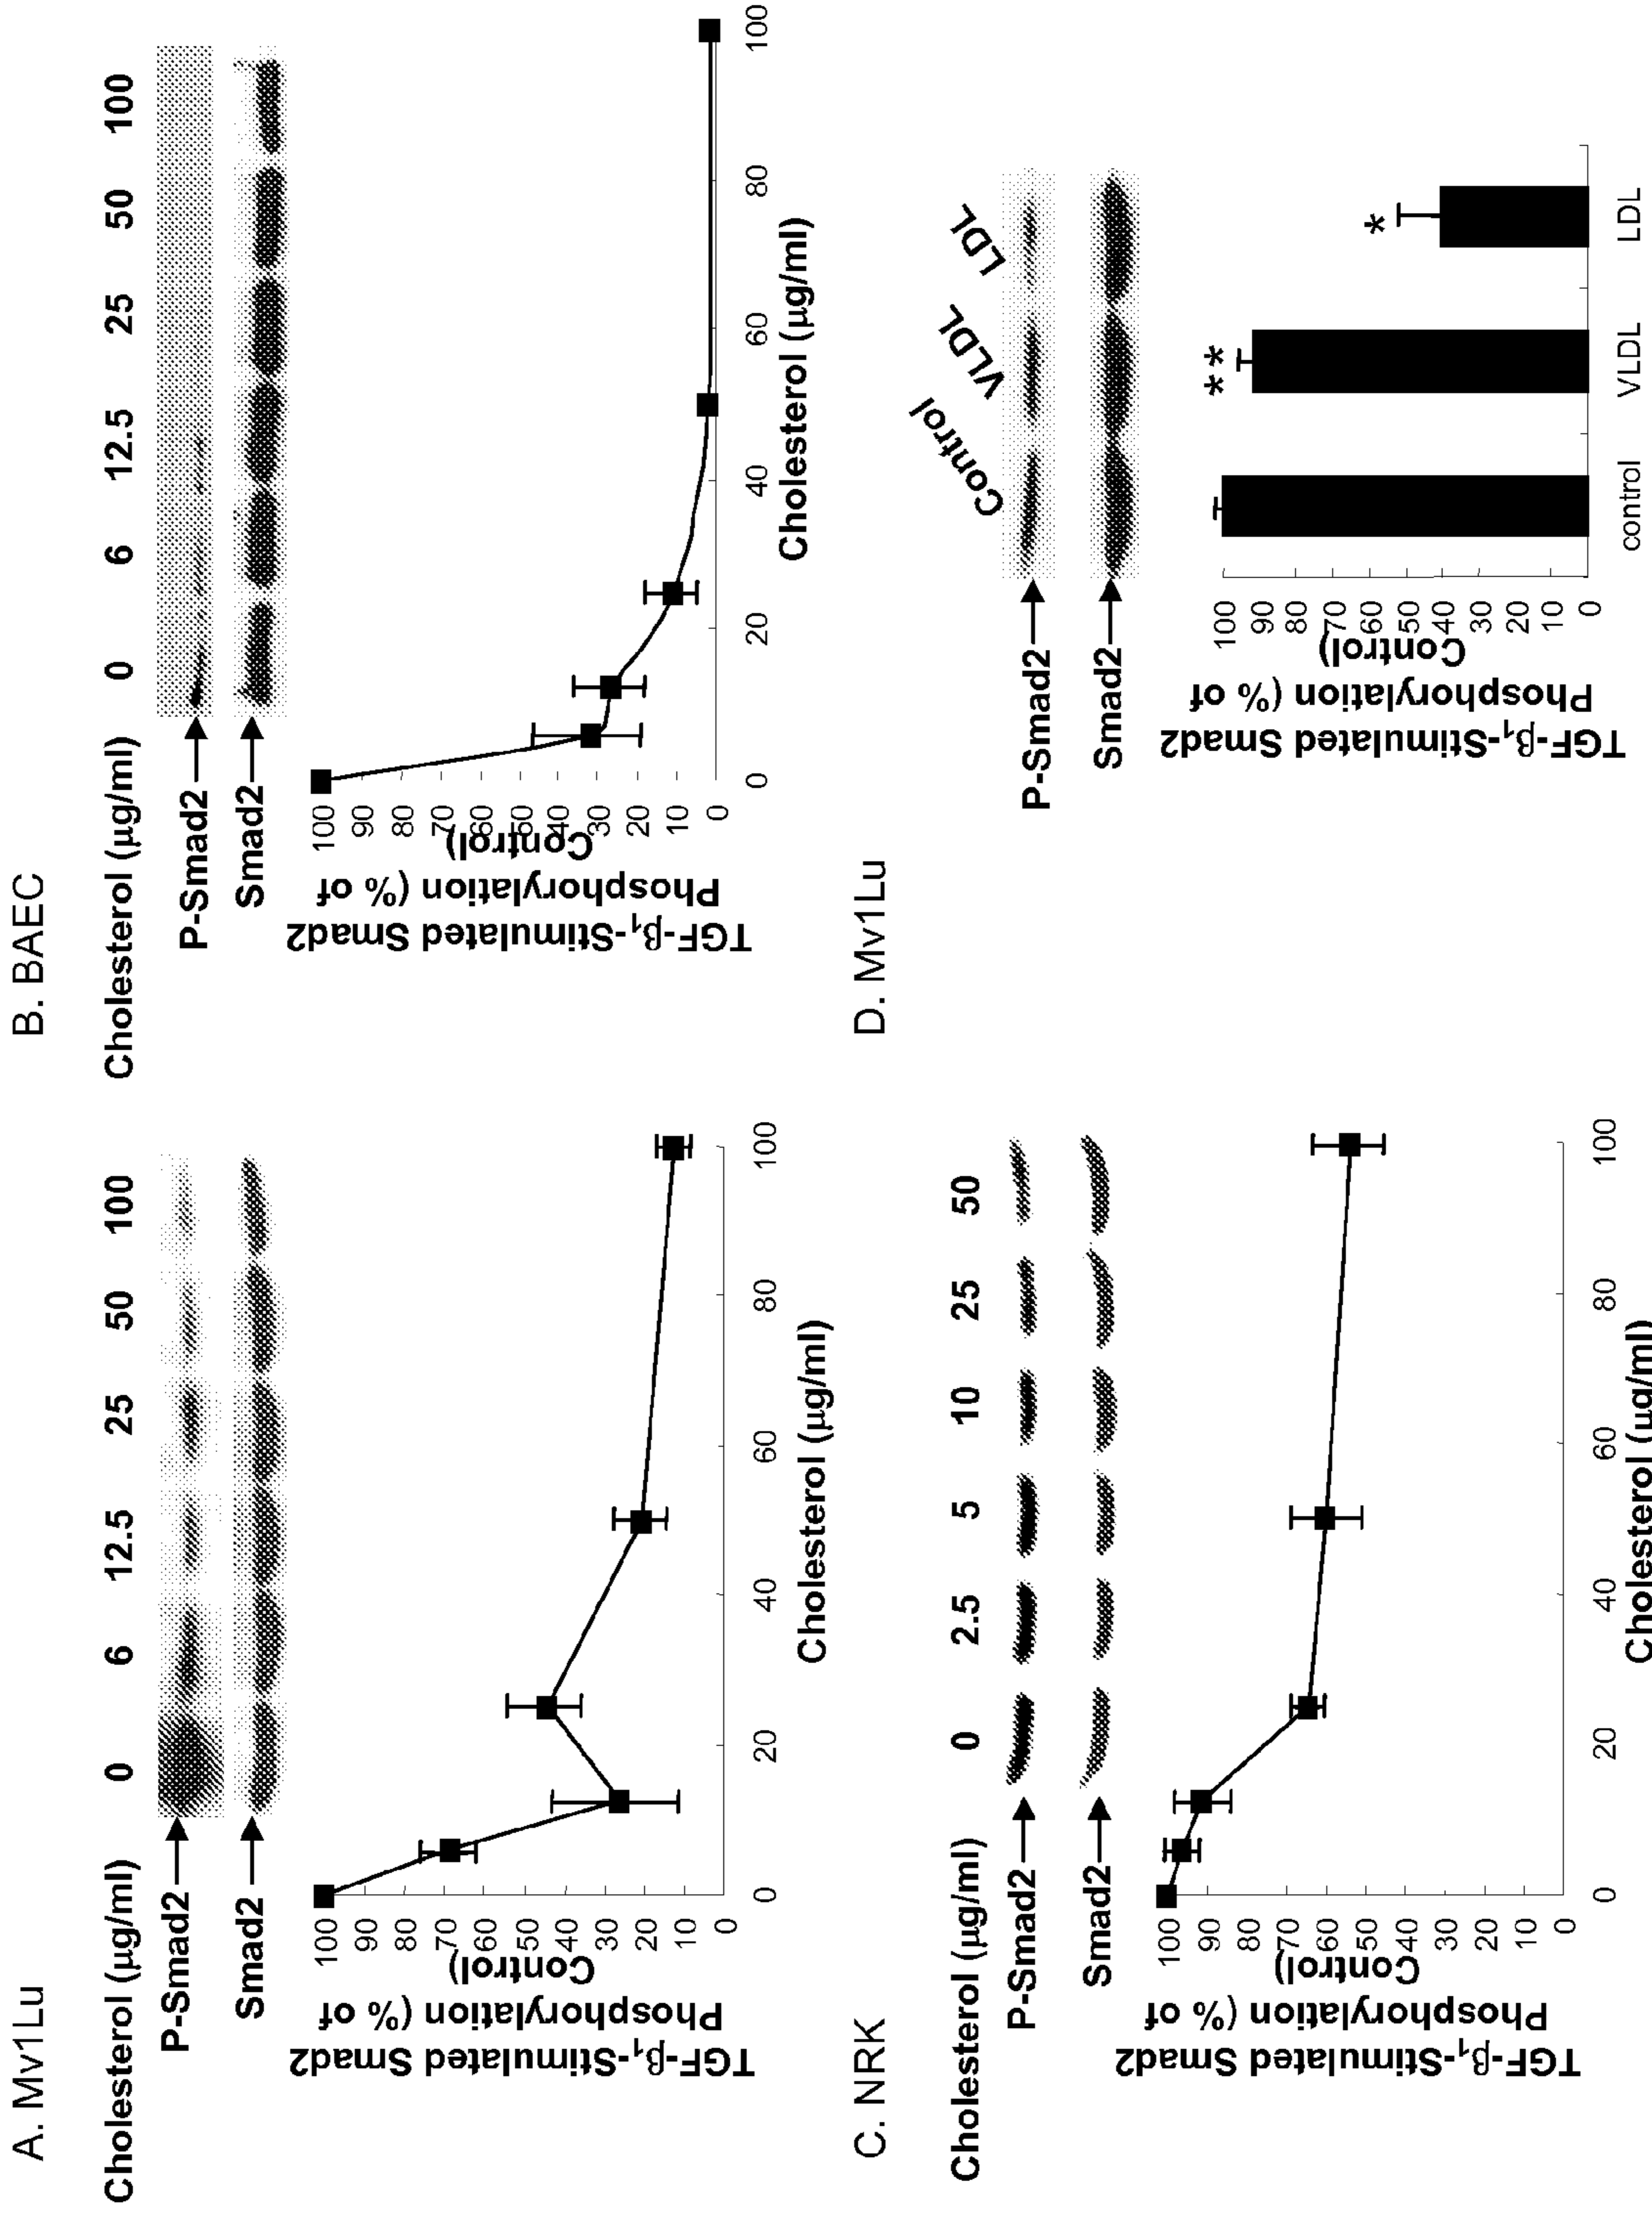 A. Mv1Lu
Cholesterol (μg/ml) 0 6 12.5 25 50 100
P-Smad2
Smad2
TGF-β1-Stimulated Smad2
Phosphorylation (% of
Control)
100
90
80
70
60
50
40
30
20
10
0
0 20 40 60 80 100
Cholesterol (μg/ml)
B. BAEC
Cholesterol (μg/ml) 0 6 12.5 25 50 100
P-Smad2
Smad2
TGF-β1-Stimulated Smad2
Phosphorylation (% of
Control)
100
90
80
70
60
50
40
30
20
10
0
0 20 40 60 80 100
Cholesterol (μg/ml)
C. NRK
Cholesterol (μg/ml) 0 2.5 5 10 25 50
P-Smad2
Smad2
TGF-β1-Stimulated Smad2
Phosphorylation (% of
Control)
100
90
80
70
60
50
40
30
20
10
0
0 20 40 60 80 100
Cholesterol (μg/ml)
D. Mv1Lu
Control VLDL LDL
P-Smad2
Smad2
TGF-β1-Stimulated Smad2
Phosphorylation (% of
Control)
100
90
80
70
60
50
40
30
20
10
0
** *
control VLDL LDL